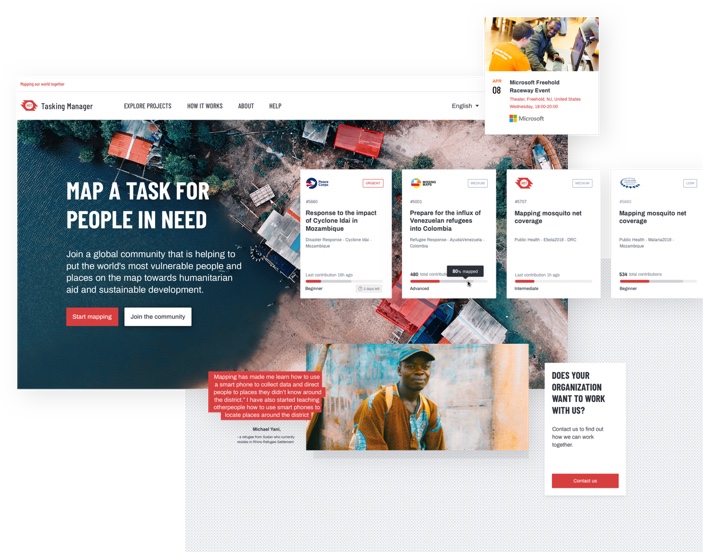 Mapping our world together
Tasking Manager
EXPLORE PROJECTS
HOW IT WORKS
ABOUT
HELP
English
APR
08
Microsoft Freehold
Raceway Event
Theater, Freehold, NJ, United States
Wednesday, 18:00-20:00
Microsoft
MAP A TASK FOR
PEOPLE IN NEED
Join a global community that is helping to
put the world's most vulnerable people and
places on the map towards humanitarian
aid and sustainable development.
Start mapping
Join the community
Peace
Corps
URGENT
#5660
Response to the impact
of Cyclone Idai in
Mozambique
Disaster Response - Cyclone Idai -
Mozambique
Last contribution 16h ago
Beginner
MISSING
MAPS
MEDIUM
Prepare for the influx of
Venezuelan refugees
into Colombia
Refugee Response - AyudaVenezuela -
Colombia
80% mapped
480 total contributions
Advanced
MEDIUM
#5757
Mapping mosquito net
coverage
Public Health - Ebola2018 - DRC
Last contribution 2h ago
Intermediate
LOW
Mapping mosquito net
coverage
Public Health - Malaria2018 -
Mozambique
534 total contributions
Beginner
Mapping has made me learn how to use
a smart phone to collect data and direct
people to places they didn't know around
the district." I have also started teaching
otherpeople how to use smart phones to
locate places around the district
Michael Yani,
- a refugee from Sudan who currently
resides in Rhino Refugee Settlement
DOES YOUR
ORGANIZATION
WANT TO WORK
WITH US?
Contact us to find out
how we can work
together.
Contact us